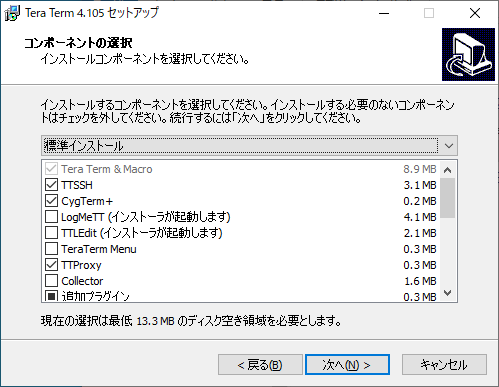 Tera Term 4.105 セットアップ
コンポーネントの選択
インストールコンポーネントを選択してください。
インストールするコンポーネントを選択してください。インストールする必要のないコンポーネン
トはチェックを外してください。続行するには「次へ」をクリックしてください。
標準インストール
Tera Term & Macro 8.9 MB
TTSSH 3.1 MB
CygTerm+ 0.2 MB
LogMeTT (インストーラが起動します) 4.1 MB
TTLEdit (インストーラが起動します) 2.1 MB
TeraTerm Menu 0.3 MB
TTProxy 0.3 MB
Collector 1.6 MB
追加プラグイン 0.3 MB
現在の選択は最低 13.3 MB のディスク空き領域を必要とします。
< 戻る(B) 次へ(N) > キャンセル